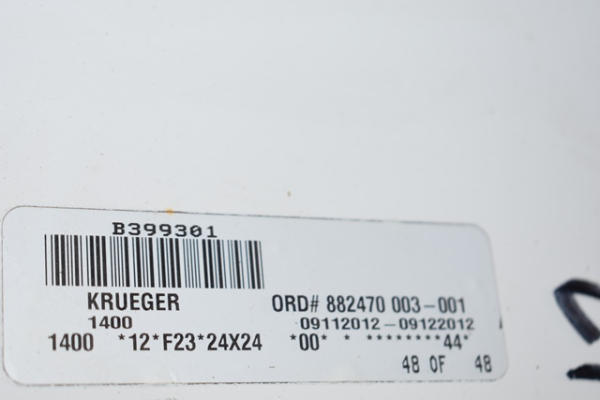 B399301
KRUEGER ORD# 882470 003-001
1400 09112012-09122012
1400 *12*F23*24X24 *00* * ********44*
48 OF 48